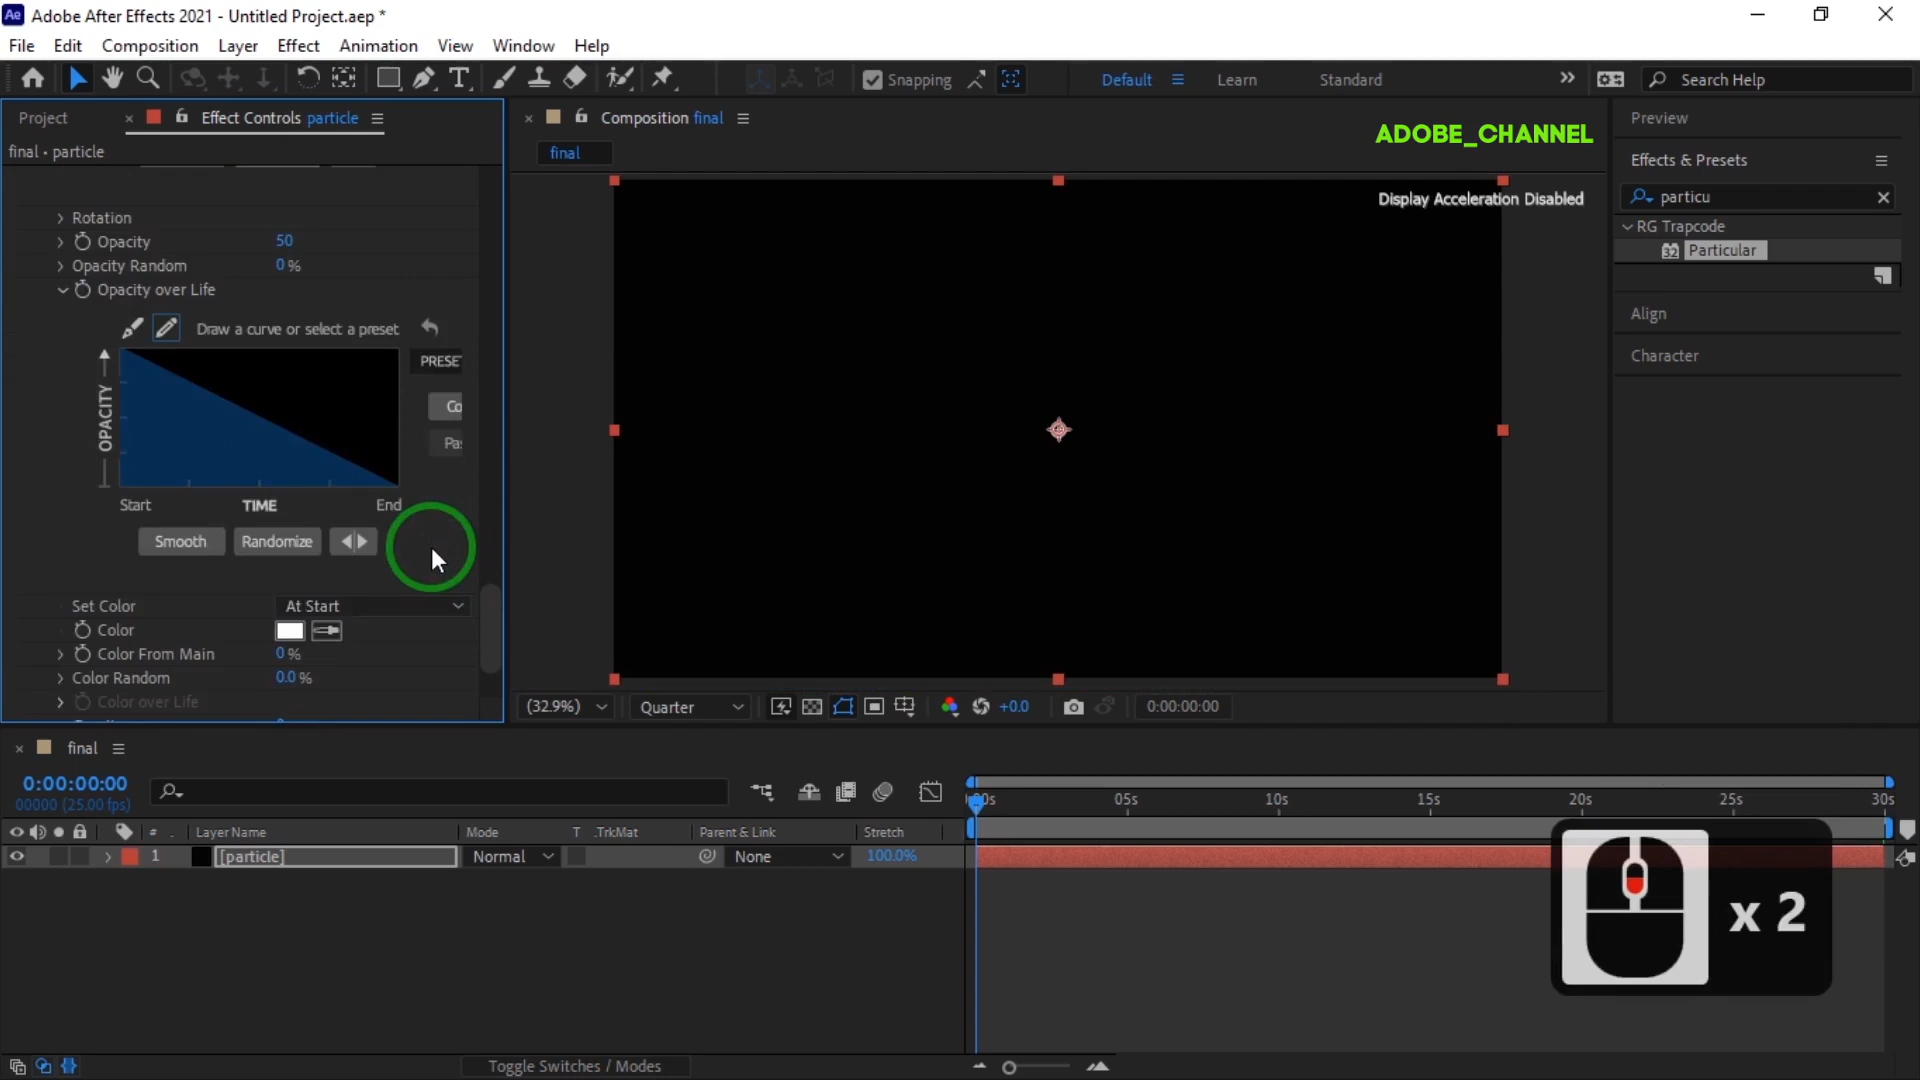 Ae Adobe After Effects 2021 - Untitled Project.aep *
File Edit Composition Layer Effect Animation View Window Help
Snapping Default Learn Standard Search Help
Project Effect Controls particle
final • particle
Rotation
Opacity 50
Opacity Random 0 %
Opacity over Life
Draw a curve or select a preset
PRESE
OPACITY
Co
Pa
Start TIME End
Smooth Randomize
Set Color At Start
Color
Color From Main 0 %
Color Random 0.0 %
Color over Life
Composition final
final
ADOBE_CHANNEL
Display Acceleration Disabled
(32.9%) Quarter +0.0 0:00:00:00
Preview
Effects & Presets
particu
RG Trapcode
32 Particular
Align
Character
final
0:00:00:00
00000 (25.00 fps)
05s 10s 15s 20s 25s 30s
# Layer Name Mode T .TrkMat Parent & Link Stretch
1 [particle] Normal None 100.0%
x 2
Toggle Switches / Modes